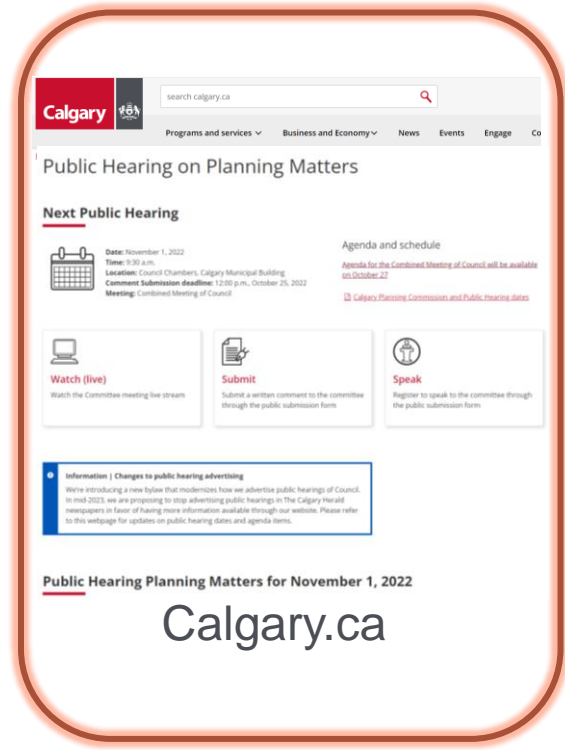 Calgary
search calgary.ca
Programs and services
Business and Economy
News
Events
Engage
Co
Public Hearing on Planning Matters
Next Public Hearing
Date: November 1, 2022
Time: 9:30 a.m.
Location: Council Chambers, Calgary Municipal Building
Comment Submission deadline: 12:00 p.m., October 25, 2022
Meeting: Combined Meeting of Council
Agenda and schedule
Agenda for the Combined Meeting of Council will be available
on October 27
Calgary Planning Commission and Public Hearing dates
Watch (live)
Watch the Committee meeting live stream
Submit
Submit a written comment to the committee
through the public submission form
Speak
Register to speak to the committee through
the public submission form
Information | Changes to public hearing advertising
We're introducing a new bylaw that modernizes how we advertise public hearings of Council.
In mid-2023, we are proposing to stop advertising public hearings in The Calgary Herald
newspapers in favor of having more information available through our website. Please refer
to this webpage for updates on public hearing dates and agenda items.
Public Hearing Planning Matters for November 1, 2022
Calgary.ca